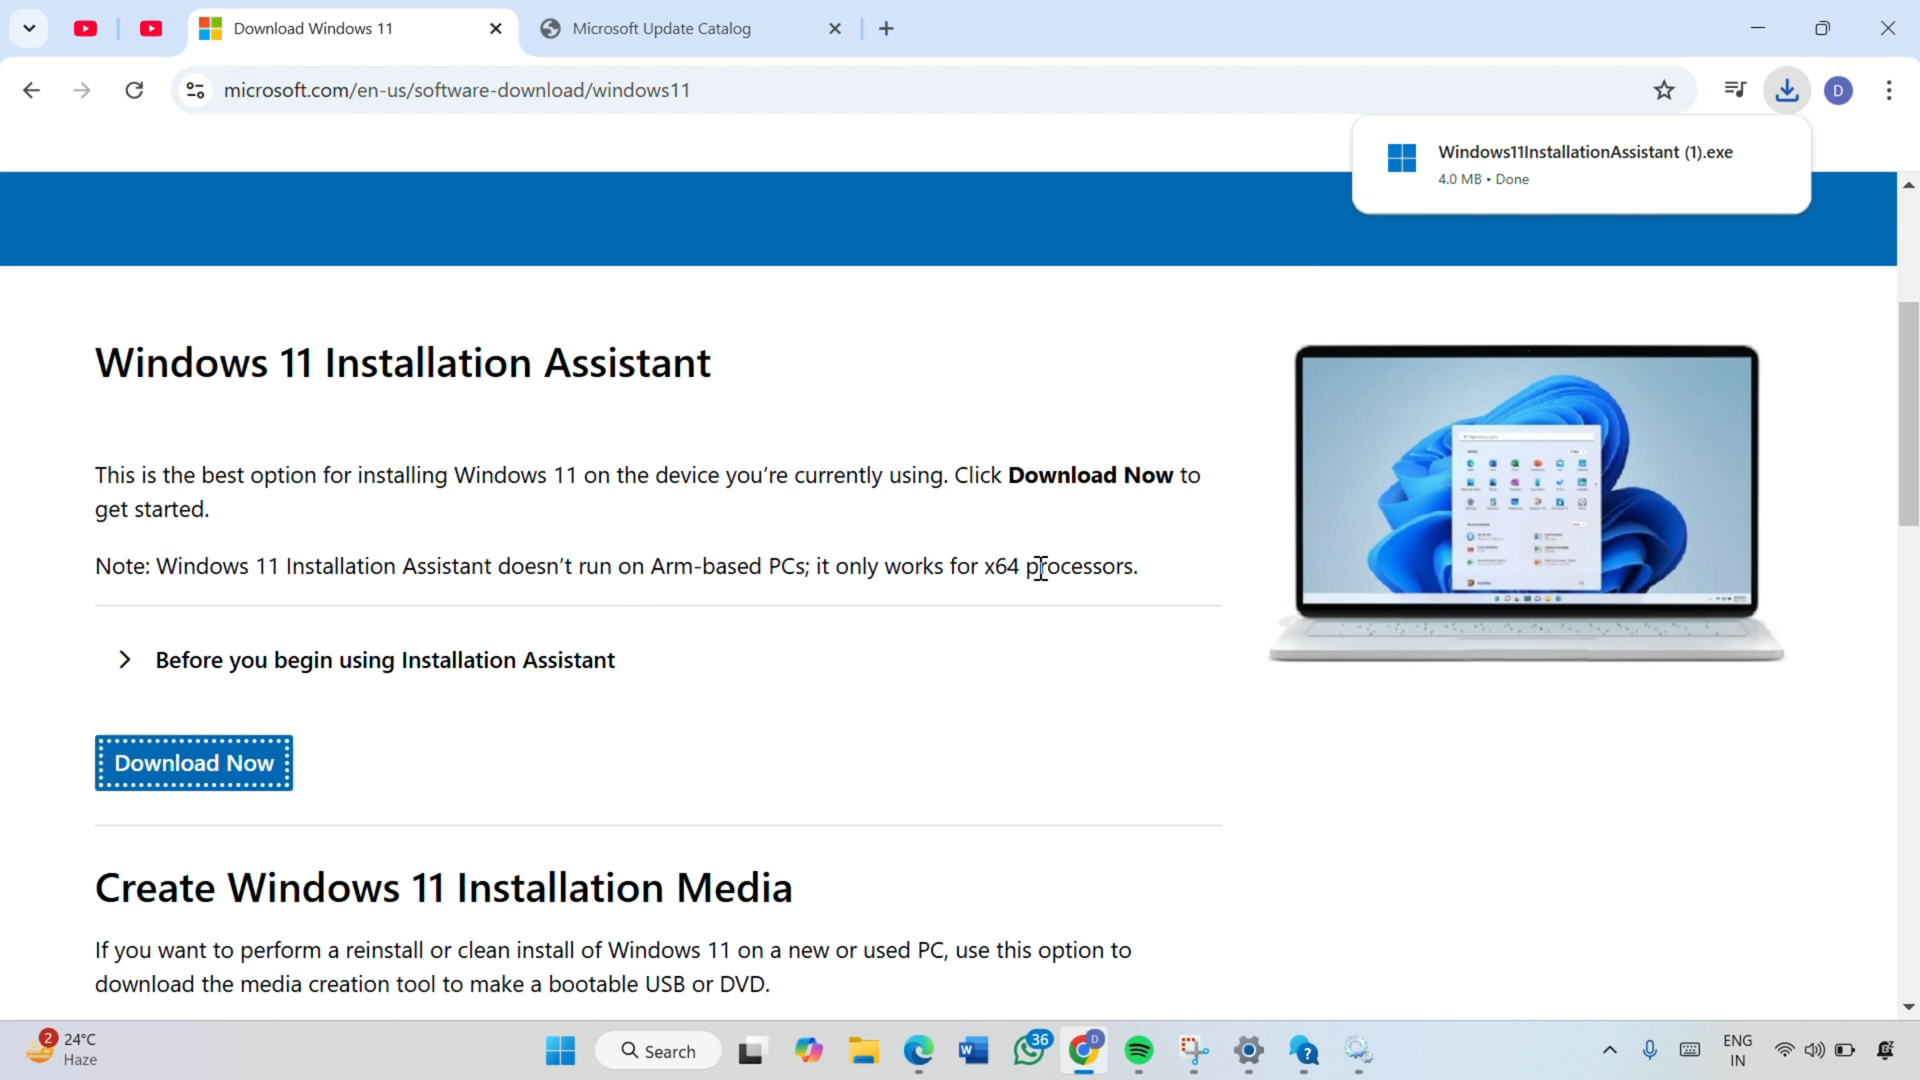 Download Windows 11
Microsoft Update Catalog
microsoft.com/en-us/software-download/windows11
D
Windows11InstallationAssistant (1).exe
4.0 MB • Done
Windows 11 Installation Assistant
This is the best option for installing Windows 11 on the device you’re currently using. Click Download Now to
get started.
Note: Windows 11 Installation Assistant doesn’t run on Arm-based PCs; it only works for x64 processors.
Before you begin using Installation Assistant
Download Now
Create Windows 11 Installation Media
If you want to perform a reinstall or clean install of Windows 11 on a new or used PC, use this option to
download the media creation tool to make a bootable USB or DVD.
2
24°C
Haze
Search
W
36
D
ENG
IN